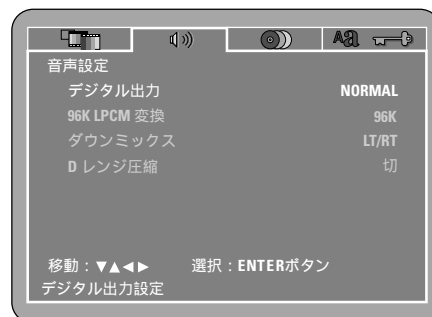 Aあ
音声設定
デジタル出力 NORMAL
96K LPCM 変換 96K
ダウンミックス LT/RT
D レンジ圧縮 切
移動：▼▲◀▶ 選択：ENTERボタン
デジタル出力設定